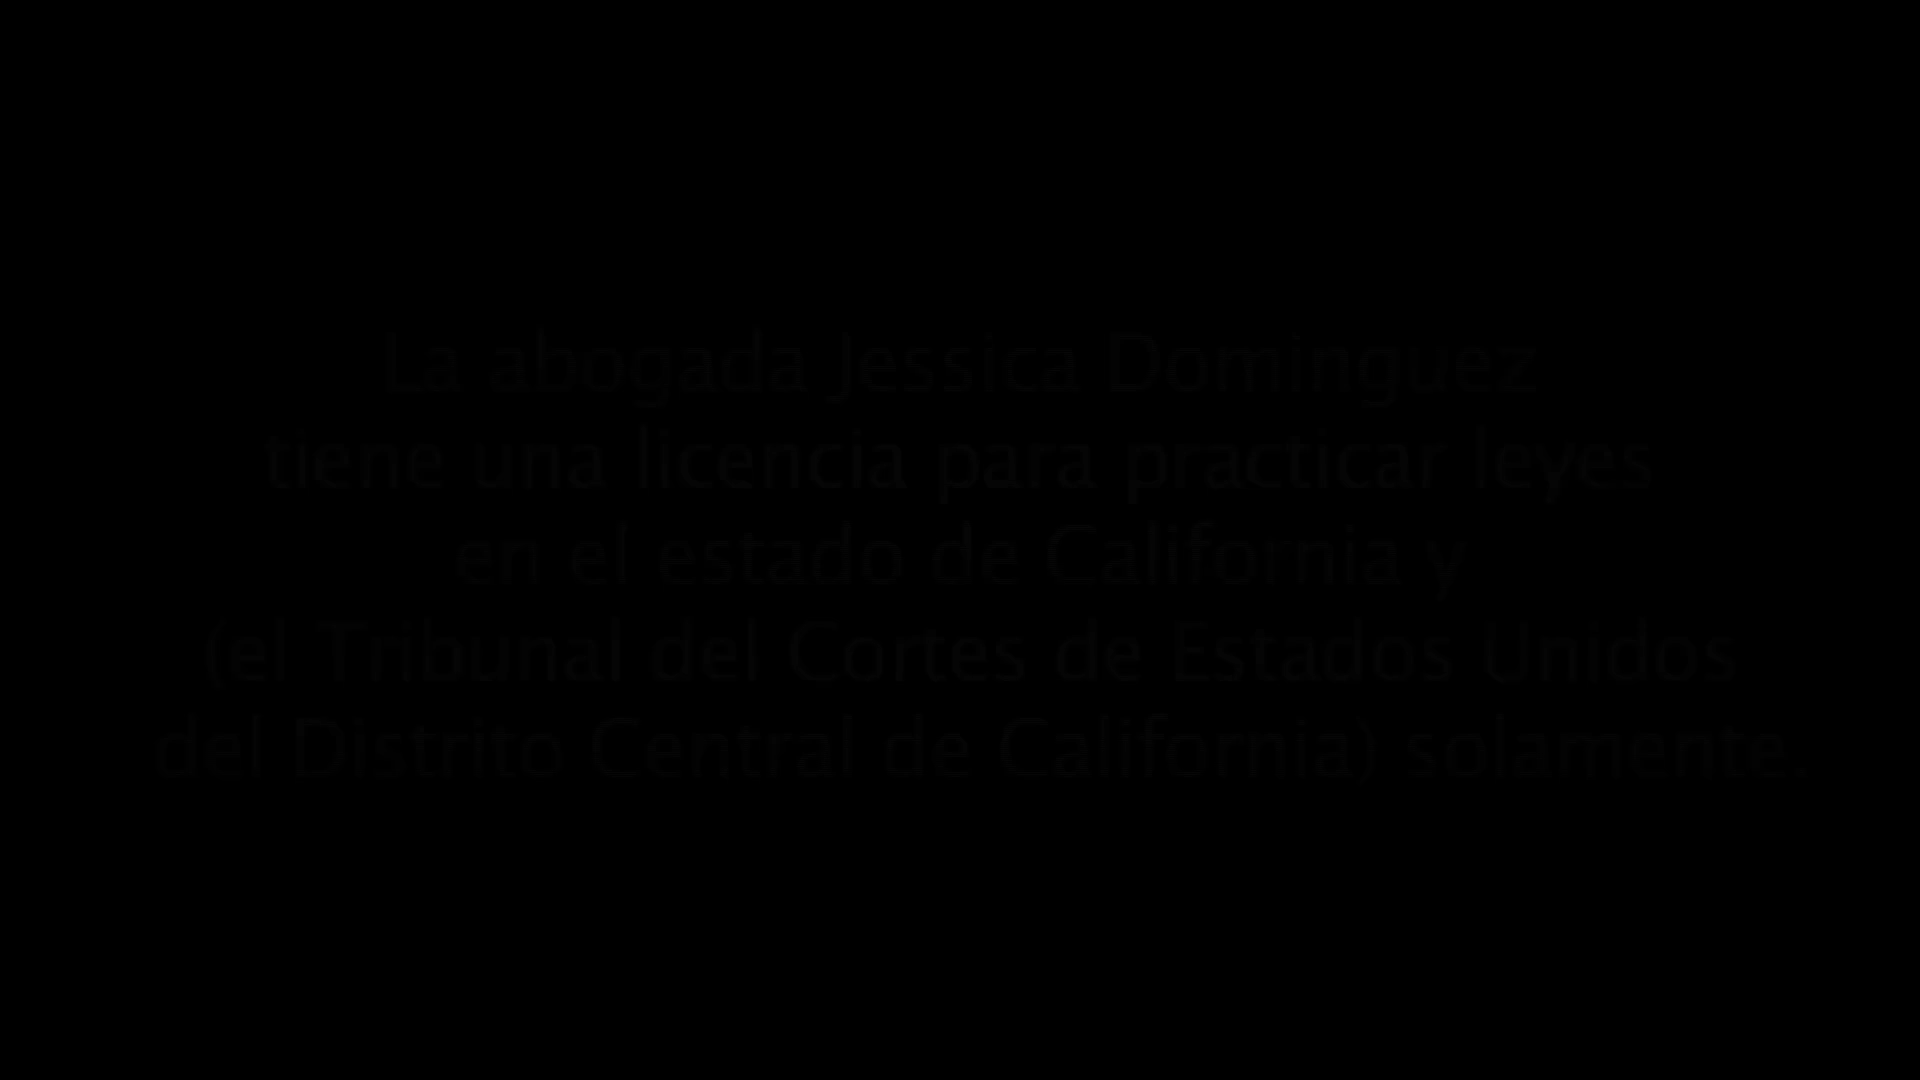 La abogada Jessica Dominguez
tiene una licencia para practicar leyes
en el estado de California y
(el Tribunal del Cortes de Estados Unidos
del Distrito Central de California) solamente.